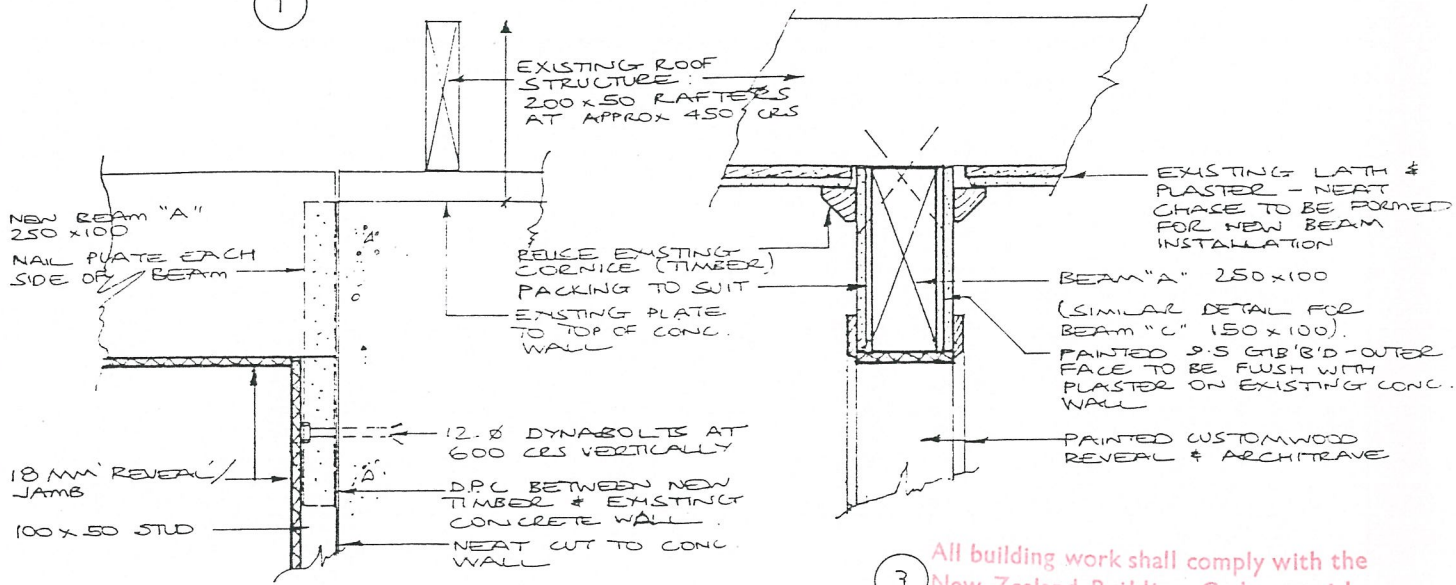 1
EXISTING ROOF
STRUCTURE :
200 x 50 RAFTERS
AT APPROX 450 CRS
NEW BEAM "A"
250 x 100
NAIL PLATE EACH
SIDE OF BEAM
REUSE EXISTING
CORNICE (TIMBER)
PACKING TO SUIT
EXISTING PLATE
TO TOP OF CONC.
WALL
EXISTING LATH &
PLASTER - NEAT
CHASE TO BE FORMED
FOR NEW BEAM
INSTALLATION
BEAM "A" 250 x 100
(SIMILAR DETAIL FOR
BEAM "C" 150 x 100).
PAINTED 9.5 GIB'B'D - OUTER
FACE TO BE FLUSH WITH
PLASTER ON EXISTING CONC.
WALL
12.Ø DYNABOLTS AT
600 CRS VERTICALLY
PAINTED CUSTOMWOOD
REVEAL & ARCHITRAVE
18 MM REVEAL/
JAMB
D.P.C BETWEEN NEW
TIMBER & EXISTING
CONCRETE WALL.
100 x 50 STUD
NEAT CUT TO CONC.
WALL
3
All building work shall comply with the
New Zealand Building Code